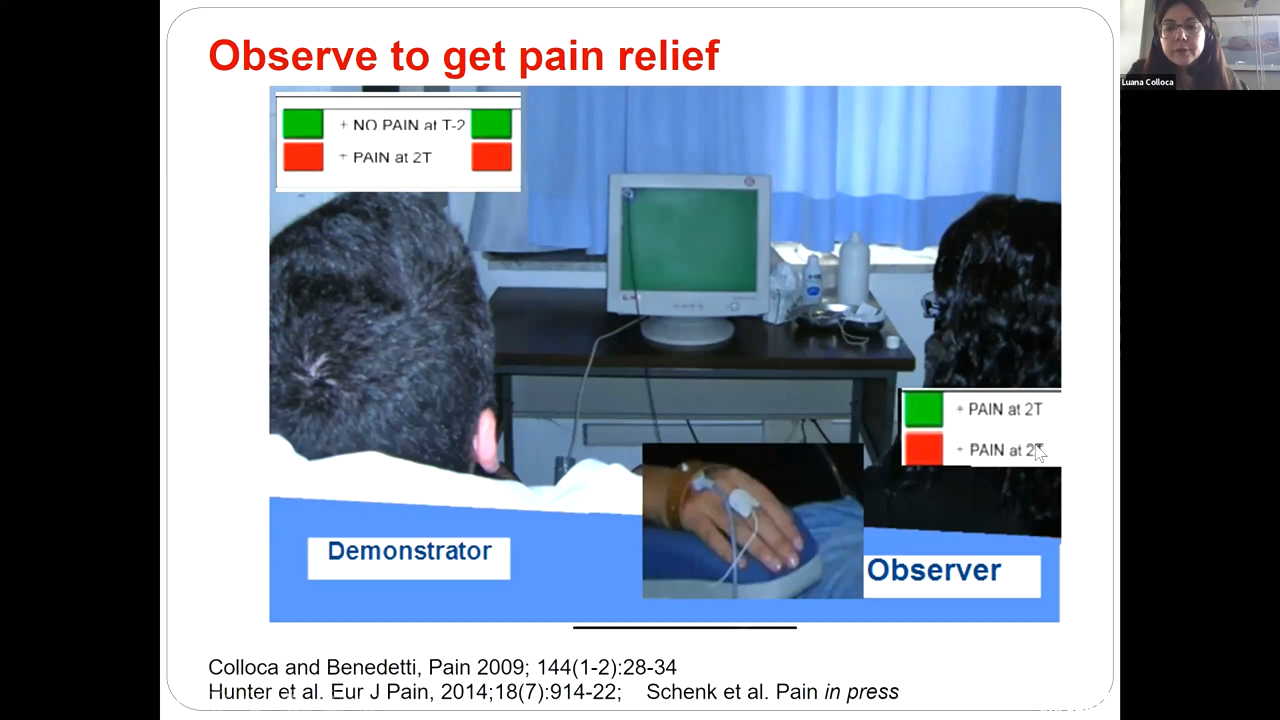 Observe to get pain relief
+ NO PAIN at T-2
+ PAIN at 2T
+ PAIN at 2T
+ PAIN at 2T
Demonstrator
Observer
Colloca and Benedetti, Pain 2009; 144(1-2):28-34
Hunter et al. Eur J Pain, 2014;18(7):914-22; Schenk et al. Pain in press
Luana Colloca